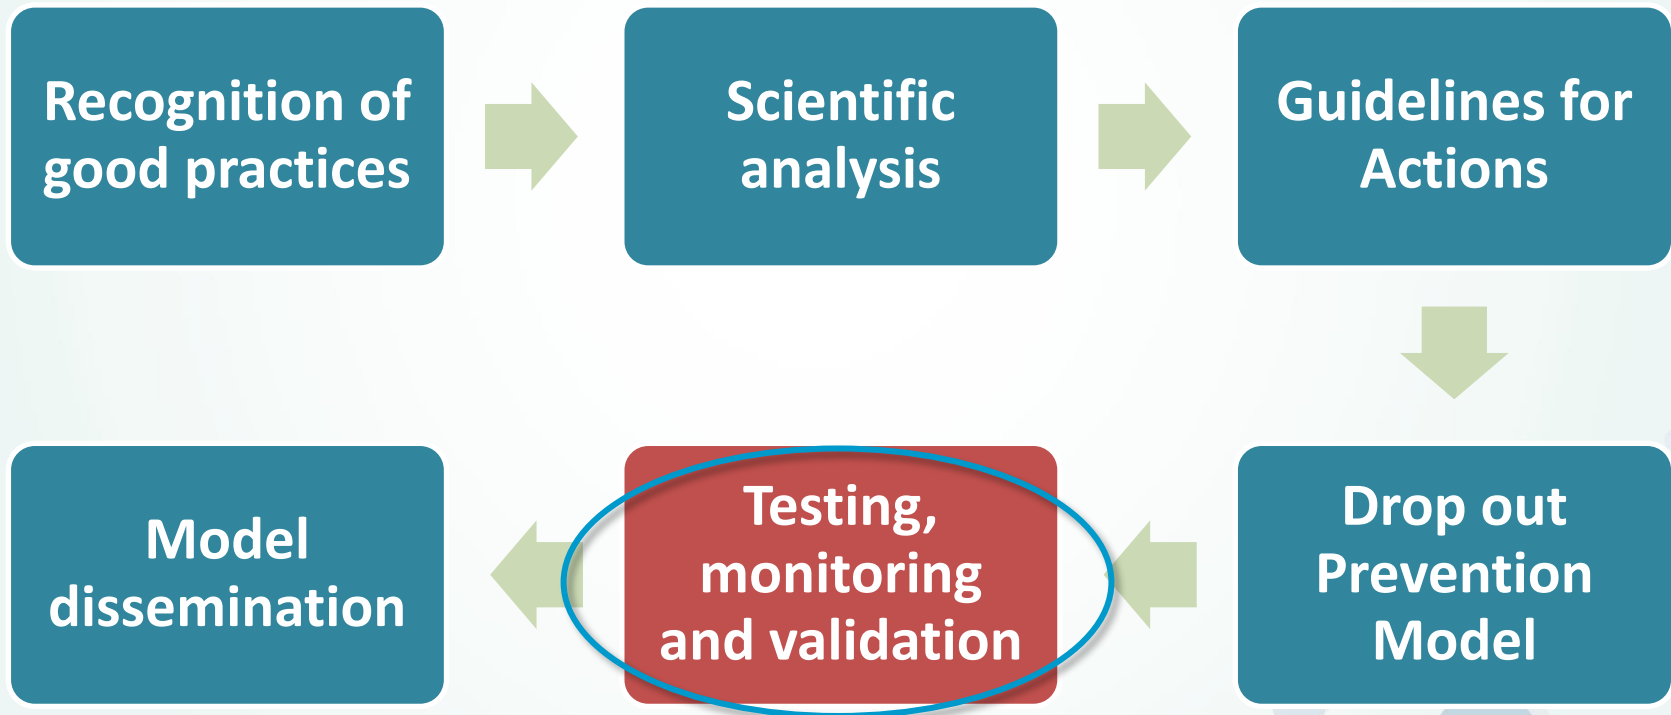 Recognition of
good practices
Scientific
analysis
Guidelines for
Actions
Model
dissemination
Testing,
monitoring
and validation
Drop out
Prevention
Model